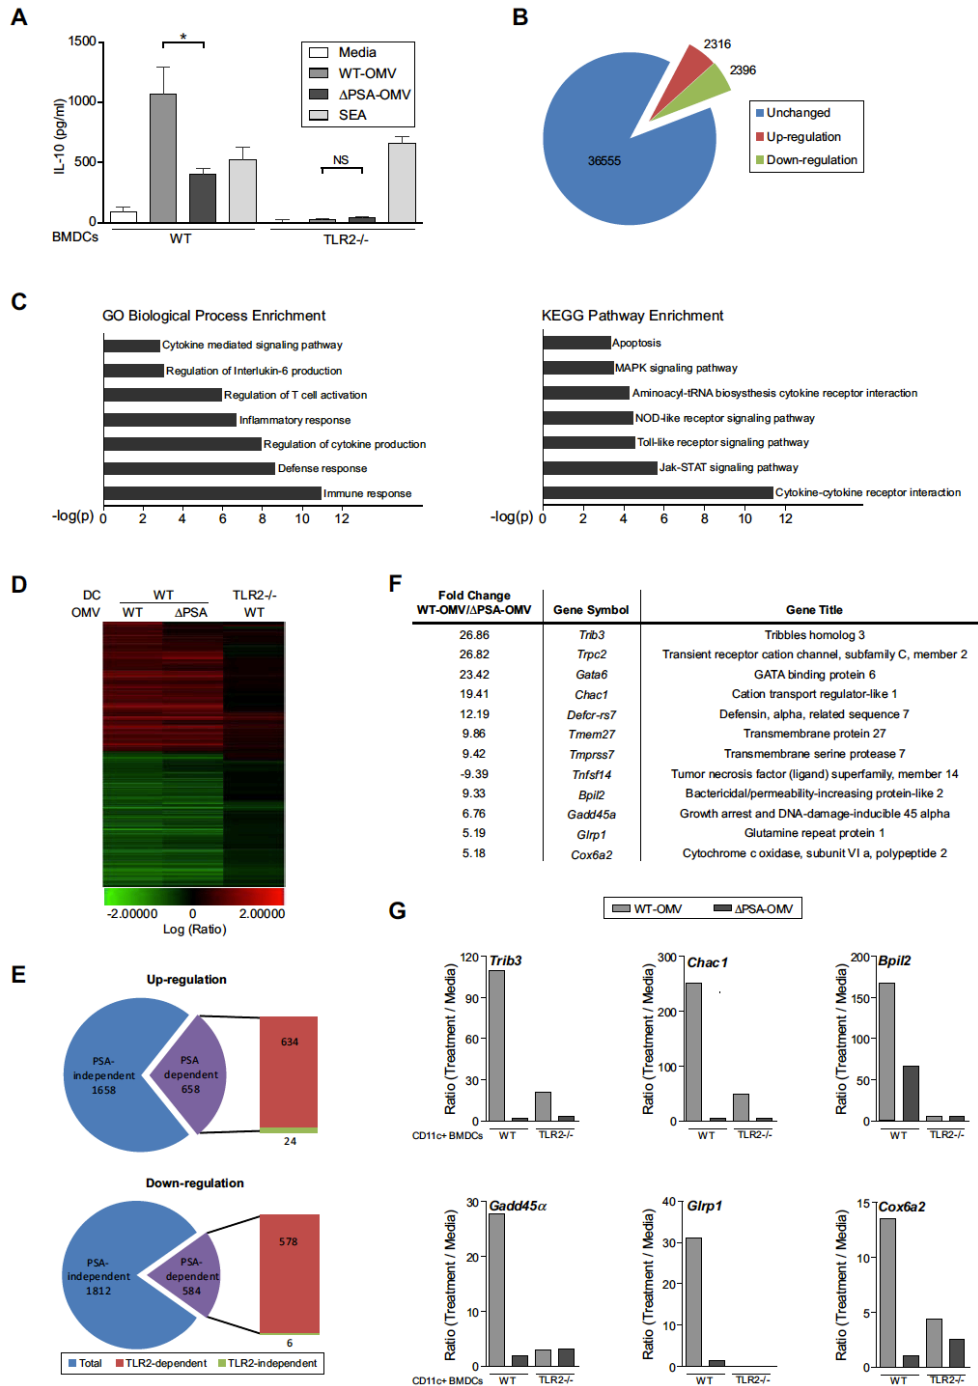 A
1500
1000
500
0
IL-10 (pg/ml)
*
NS
Media
WT-OMV
ΔPSA-OMV
SEA
BMDCs
WT
TLR2-/-
B
2316
2396
36555
Unchanged
Up-regulation
Down-regulation
C
GO Biological Process Enrichment
Cytokine mediated signaling pathway
Regulation of Interlukin-6 production
Regulation of T cell activation
Inflammatory response
Regulation of cytokine production
Defense response
Immune response
-log(p) 0 2 4 6 8 10 12
KEGG Pathway Enrichment
Apoptosis
MAPK signaling pathway
Aminoacyl-tRNA biosysthesis cytokine receptor interaction
NOD-like receptor signaling pathway
Toll-like receptor signaling pathway
Jak-STAT signaling pathway
Cytokine-cytokine receptor interaction
-log(p) 0 2 4 6 8 10 12
D
DC WT TLR2-/-
OMV WT ΔPSA WT
-2.00000 0 2.00000
Log (Ratio)
F
Fold Change
WT-OMV/ΔPSA-OMV Gene Symbol Gene Title
26.86 Trib3 Tribbles homolog 3
26.82 Trpc2 Transient receptor cation channel, subfamily C, member 2
23.42 Gata6 GATA binding protein 6
19.41 Chac1 Cation transport regulator-like 1
12.19 Defcr-rs7 Defensin, alpha, related sequence 7
9.86 Tmem27 Transmembrane protein 27
9.42 Tmprss7 Transmembrane serine protease 7
-9.39 Tnfsf14 Tumor necrosis factor (ligand) superfamily, member 14
9.33 Bpil2 Bactericidal/permeability-increasing protein-like 2
6.76 Gadd45a Growth arrest and DNA-damage-inducible 45 alpha
5.19 Glrp1 Glutamine repeat protein 1
5.18 Cox6a2 Cytochrome c oxidase, subunit VI a, polypeptide 2
E
Up-regulation
PSA-
independent
1658
PSA
dependent
658
634
24
Down-regulation
PSA-
independent
1812
PSA-
dependent
584
578
6
Total TLR2-dependent TLR2-independent
G
WT-OMV ΔPSA-OMV
Trib3
120
90
60
30
0
Ratio (Treatment / Media)
CD11c+ BMDCs WT TLR2-/-
Chac1
300
200
100
0
Ratio (Treatment / Media)
WT TLR2-/-
Bpil2
200
150
100
50
0
Ratio (Treatment / Media)
WT TLR2-/-
Gadd45α
30
20
10
0
Ratio (Treatment / Media)
CD11c+ BMDCs WT TLR2-/-
Glrp1
40
30
20
10
0
Ratio (Treatment / Media)
WT TLR2-/-
Cox6a2
15
10
5
0
Ratio (Treatment / Media)
WT TLR2-/-